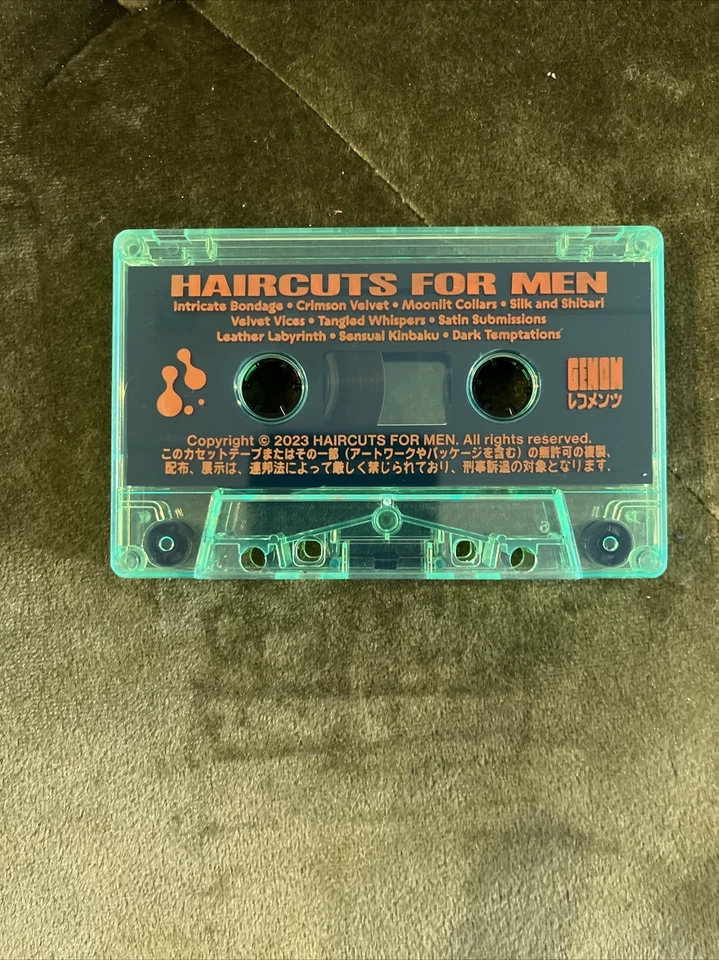 HAIRCUTS FOR MEN
Intricate Bondage • Crimson Velvet • Moonlit Collars • Silk and Shibari
Velvet Vices • Tangled Whispers • Satin Submissions
Leather Labyrinth • Sensual Kinbaku • Dark Temptations
GENOM
レコメンツ
Copyright © 2023 HAIRCUTS FOR MEN. All rights reserved.
このカセットテープまたはその一部（アートワークやパッケージを含む）の無許可の複製、
配布、展示は、連邦法によって厳しく禁じられており、刑事訴追の対象となります.